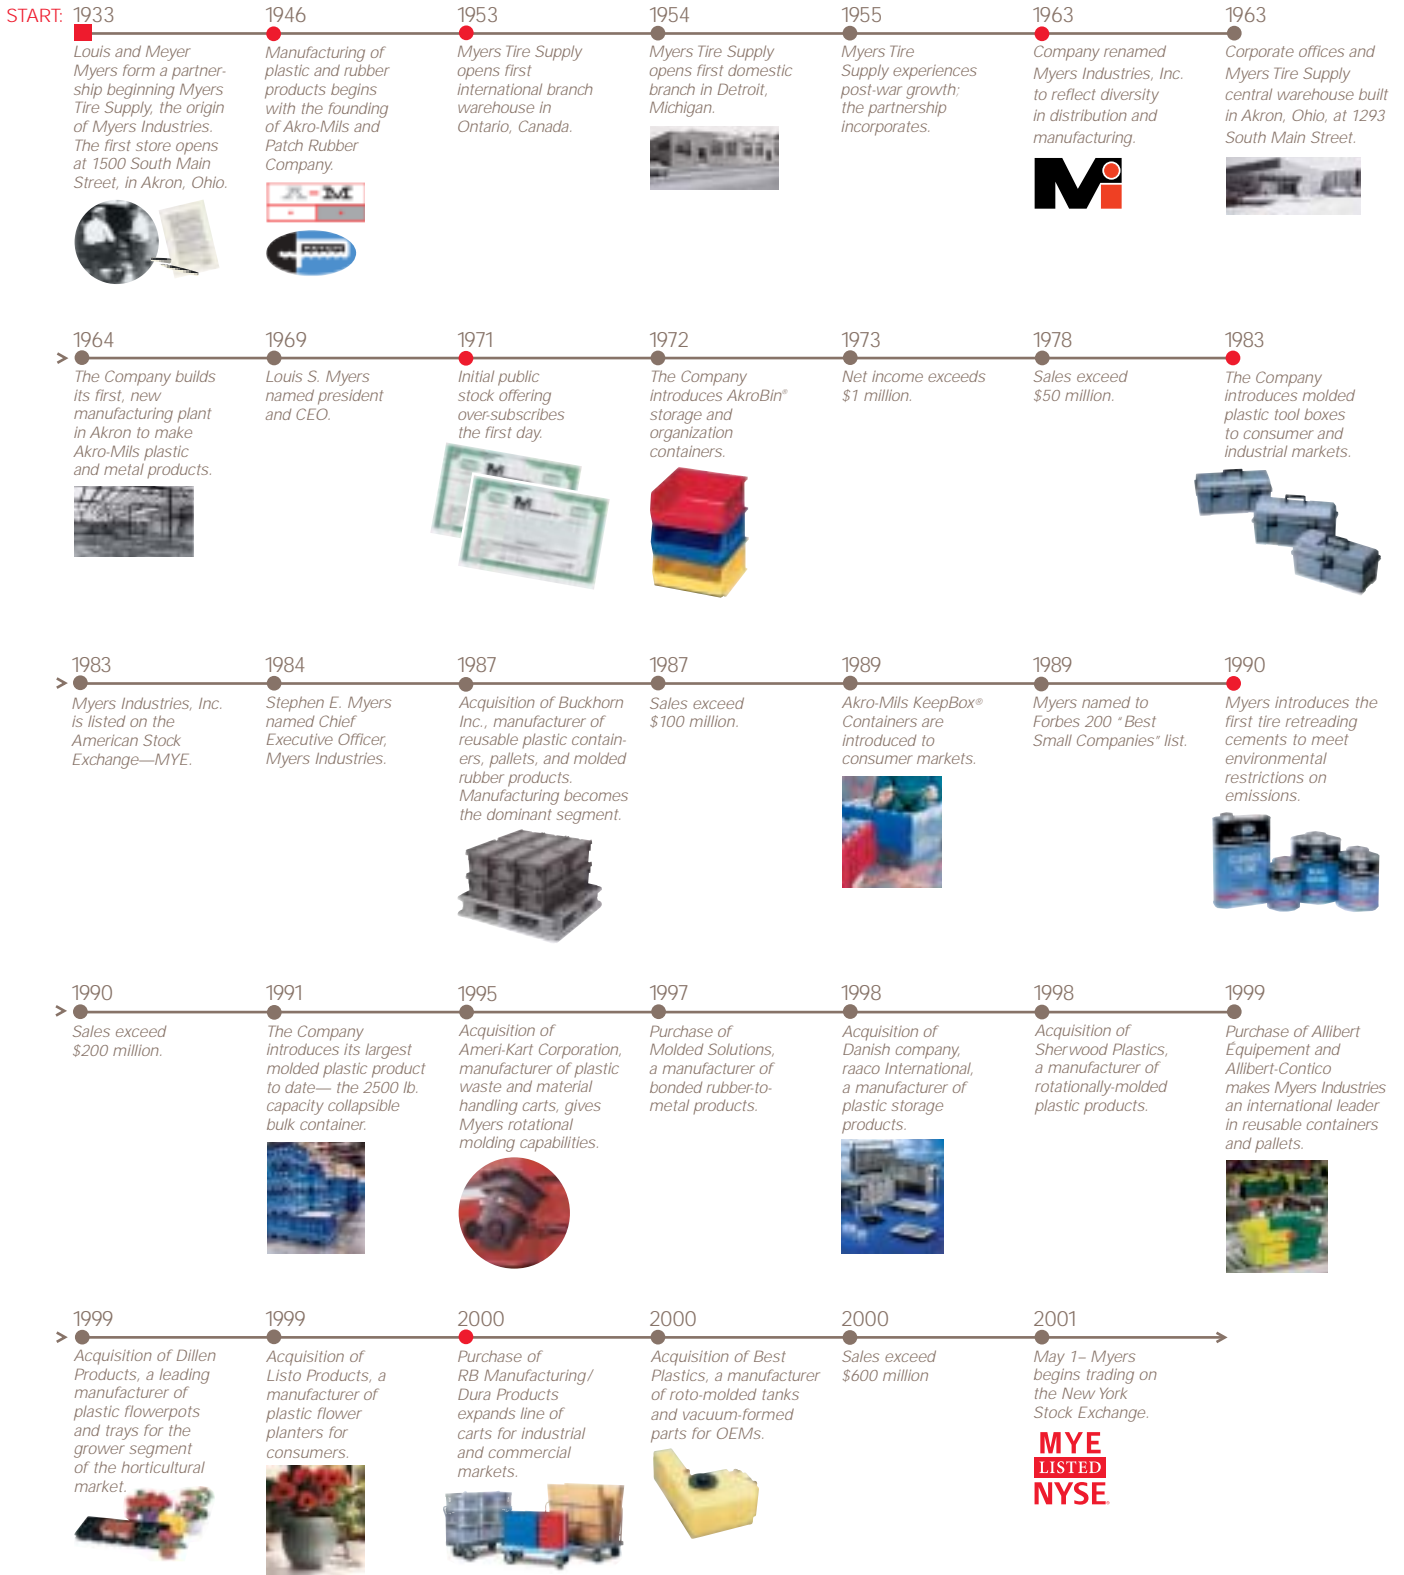 START:
1933
Louis and Meyer
Myers form a partner-
ship beginning Myers
Tire Supply, the origin
of Myers Industries.
The first store opens
at 1500 South Main
Street, in Akron, Ohio.
1946
Manufacturing of
plastic and rubber
products begins
with the founding
of Akro-Mils and
Patch Rubber
Company.
A-M
1953
Myers Tire Supply
opens first
international branch
warehouse in
Ontario, Canada.
1954
Myers Tire Supply
opens first domestic
branch in Detroit,
Michigan.
1955
Myers Tire
Supply experiences
post-war growth;
the partnership
incorporates.
1963
Company renamed
Myers Industries, Inc.
to reflect diversity
in distribution and
manufacturing.
Mi
1963
Corporate offices and
Myers Tire Supply
central warehouse built
in Akron, Ohio, at 1293
South Main Street.
1964
The Company builds
its first, new
manufacturing plant
in Akron to make
Akro-Mils plastic
and metal products.
1969
Louis S. Myers
named president
and CEO.
1971
Initial public
stock offering
over-subscribes
the first day.
1972
The Company
introduces AkroBin®
storage and
organization
containers.
1973
Net income exceeds
$1 million.
1978
Sales exceed
$50 million.
1983
The Company
introduces molded
plastic tool boxes
to consumer and
industrial markets.
1983
Myers Industries, Inc.
is listed on the
American Stock
Exchange—MYE.
1984
Stephen E. Myers
named Chief
Executive Officer,
Myers Industries.
1987
Acquisition of Buckhorn
Inc., manufacturer of
reusable plastic contain-
ers, pallets, and molded
rubber products.
Manufacturing becomes
the dominant segment.
1987
Sales exceed
$100 million.
1989
Akro-Mils KeepBox®
Containers are
introduced to
consumer markets.
1989
Myers named to
Forbes 200 “Best
Small Companies” list.
1990
Myers introduces the
first tire retreading
cements to meet
environmental
restrictions on
emissions.
1990
Sales exceed
$200 million.
1991
The Company
introduces its largest
molded plastic product
to date— the 2500 lb.
capacity collapsible
bulk container.
1995
Acquisition of
Ameri-Kart Corporation,
manufacturer of plastic
waste and material
handling carts, gives
Myers rotational
molding capabilities.
1997
Purchase of
Molded Solutions,
a manufacturer of
bonded rubber-to-
metal products.
1998
Acquisition of
Danish company,
raaco International,
a manufacturer of
plastic storage
products.
1998
Acquisition of
Sherwood Plastics,
a manufacturer of
rotationally-molded
plastic products.
1999
Purchase of Allibert
Équipement and
Allibert-Contico
makes Myers Industries
an international leader
in reusable containers
and pallets.
1999
Acquisition of Dillen
Products, a leading
manufacturer of
plastic flowerpots
and trays for the
grower segment
of the horticultural
market.
1999
Acquisition of
Listo Products, a
manufacturer of
plastic flower
planters for
consumers.
2000
Purchase of
RB Manufacturing/
Dura Products
expands line of
carts for industrial
and commercial
markets.
2000
Acquisition of Best
Plastics, a manufacturer
of roto-molded tanks
and vacuum-formed
parts for OEMs.
2000
Sales exceed
$600 million
2001
May 1– Myers
begins trading on
the New York
Stock Exchange.
MYE
LISTED
NYSE